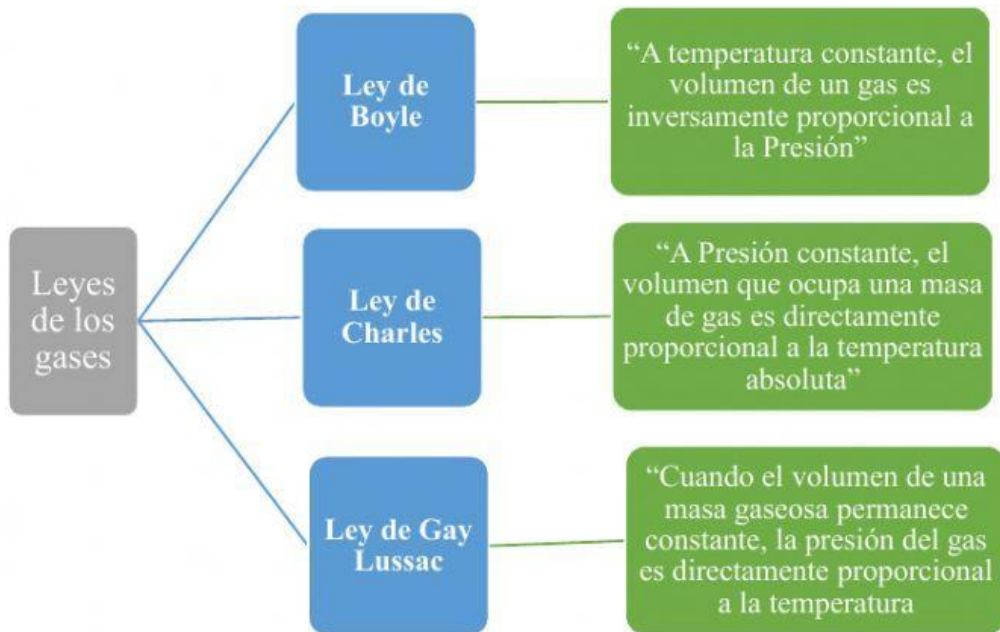 Leyes
de los
gases
Ley de
Boyle
“A temperatura constante, el
volumen de un gas es
inversamente proporcional a
la Presión”
Ley de
Charles
“A Presión constante, el
volumen que ocupa una masa
de gas es directamente
proporcional a la temperatura
absoluta”
Ley de Gay
Lussac
“Cuando el volumen de una
masa gaseosa permanece
constante, la presión del gas
es directamente proporcional
a la temperatura